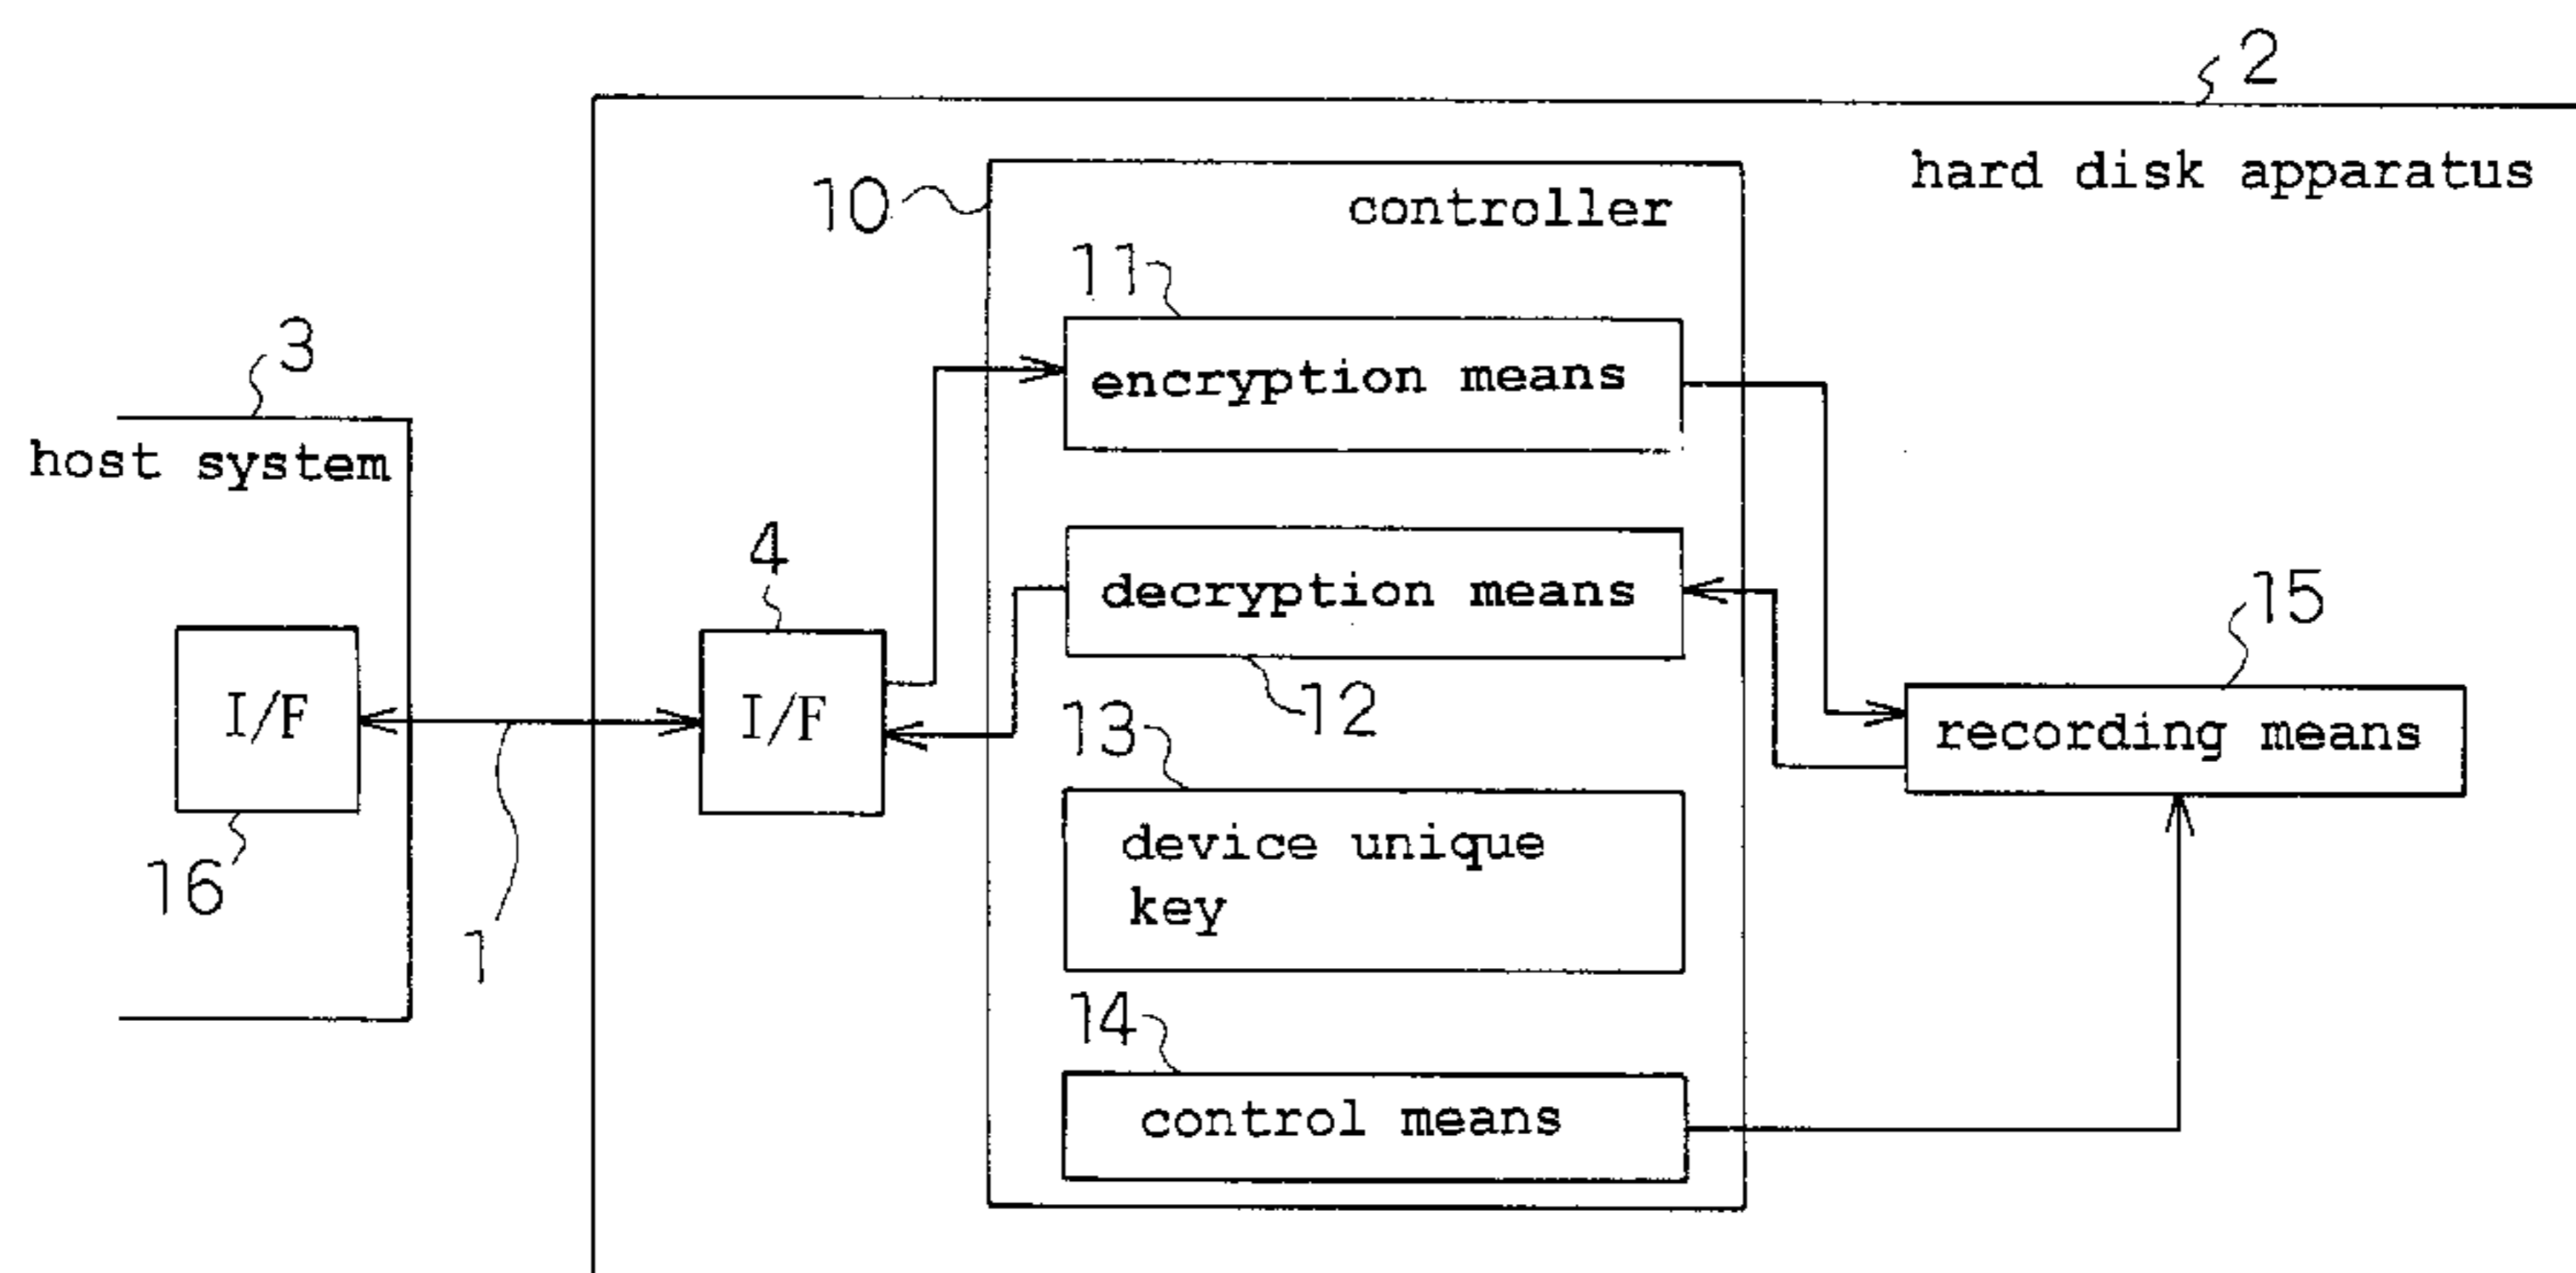 2
hard disk apparatus
10
controller
11
encryption means
3
host system
4
decryption means
12
15
I/F
I/F
13
recording means
device unique
key
16
1
14
control means